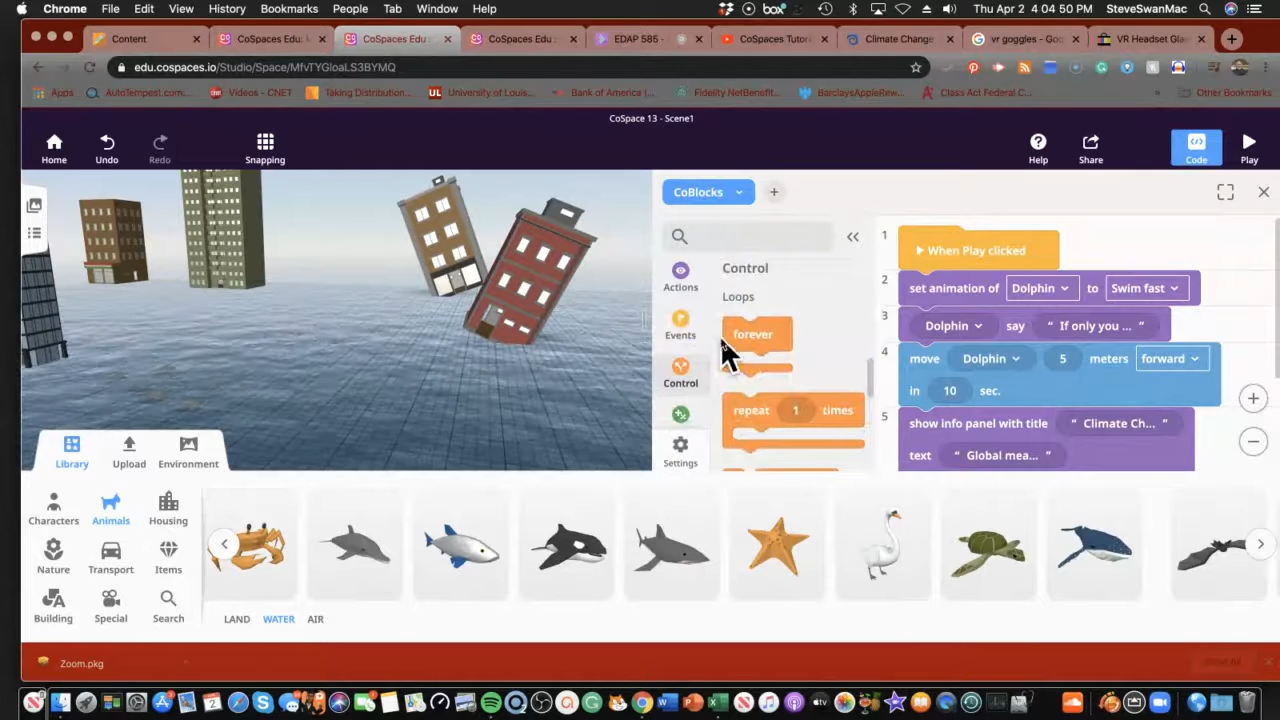 Chrome File Edit View History Bookmarks People Tab Window Help box Thu Apr 2 4:04:50 PM SteveSwanMac
Content CoSpaces Edu: CoSpaces Edu CoSpaces Edu EDAP 585 - CoSpaces Tutori Climate Change vr goggles - Goo VR Headset Gla
edu.cospaces.io/Studio/Space/MfvTYGloaLS3BYMQ
Apps AutoTempest.com... Videos - CNET Taking Distribution... University of Louis... Bank of America (... Fidelity NetBenefit... BarclaysAppleRew... Class Act Federal C... Other Bookmarks
CoSpace 13 - Scene1
Home Undo Redo Snapping Help Share Code Play
CoBlocks
Control
Loops
Actions
Events
Control
Settings
forever
repeat 1 times
1
When Play clicked
2
set animation of Dolphin to Swim fast
3
Dolphin say “ If only you ... ”
4
move Dolphin 5 meters forward
in 10 sec.
5
show info panel with title “ Climate Ch... ”
text “ Global mea... ”
Library Upload Environment
Characters Animals Housing
Nature Transport Items
Building Special Search
LAND WATER AIR
Zoom.pkg